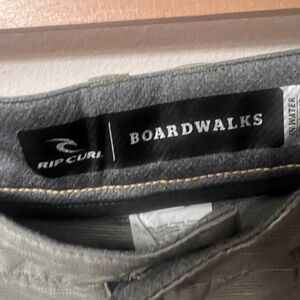 RIP CURL
BOARDWALKS
IN WATER